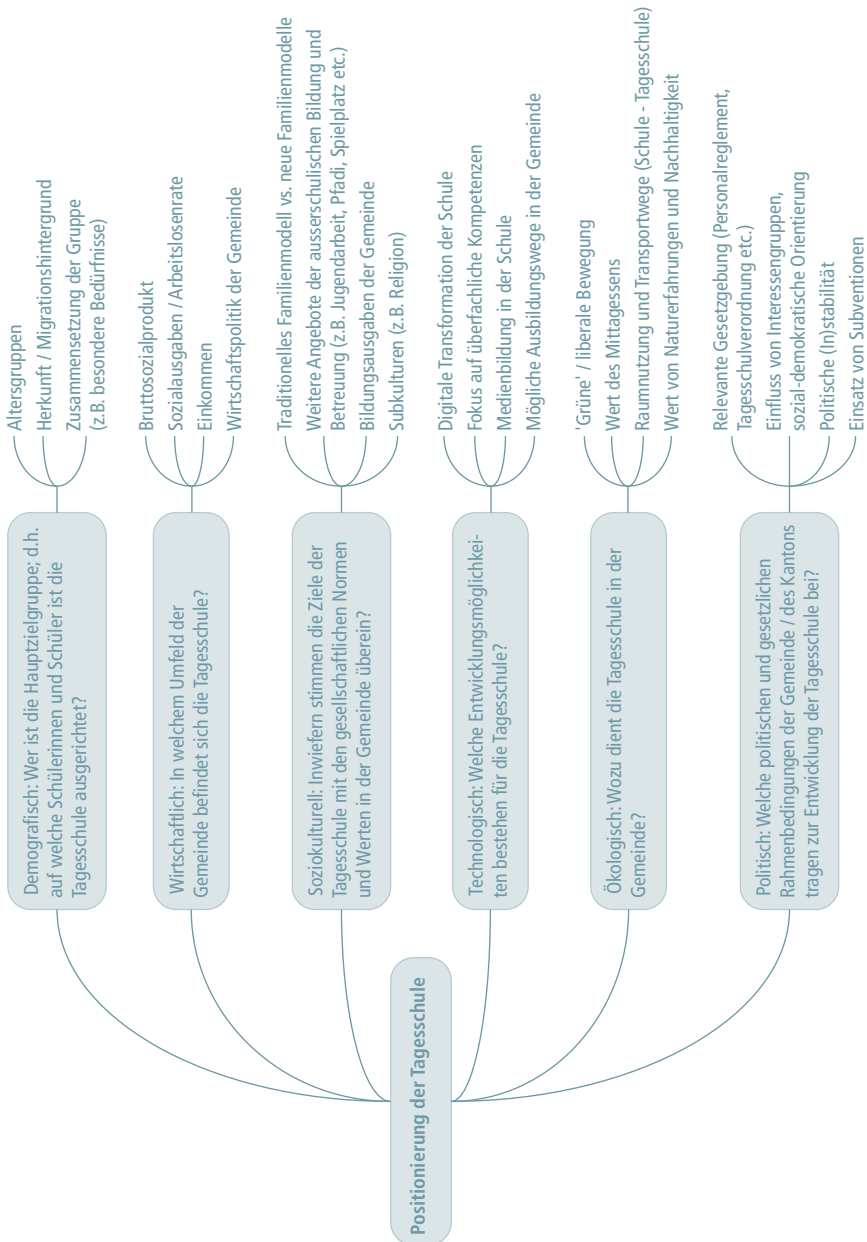 Positionierung der Tagesschule
Demografisch: Wer ist die Hauptzielgruppe; d.h.
auf welche Schülerinnen und Schüler ist die
Tagesschule ausgerichtet?
Altersgruppen
Herkunft / Migrationshintergrund
Zusammensetzung der Gruppe
(z.B. besondere Bedürfnisse)
Wirtschaftlich: In welchem Umfeld der
Gemeinde befindet sich die Tagesschule?
Bruttosozialprodukt
Sozialausgaben / Arbeitslosenrate
Einkommen
Wirtschaftspolitik der Gemeinde
Soziokulturell: Inwiefern stimmen die Ziele der
Tagesschule mit den gesellschaftlichen Normen
und Werten in der Gemeinde überein?
Traditionelles Familienmodell vs. neue Familienmodelle
Weitere Angebote der ausserschulischen Bildung und
Betreuung (z.B. Jugendarbeit, Pfadi, Spielplatz etc.)
Bildungsausgaben der Gemeinde
Subkulturen (z.B. Religion)
Technologisch: Welche Entwicklungsmöglichkei-
ten bestehen für die Tagesschule?
Digitale Transformation der Schule
Fokus auf überfachliche Kompetenzen
Medienbildung in der Schule
Mögliche Ausbildungswege in der Gemeinde
Ökologisch: Wozu dient die Tagesschule in der
Gemeinde?
'Grüne' / liberale Bewegung
Wert des Mittagessens
Raumnutzung und Transportwege (Schule - Tagesschule)
Wert von Naturerfahrungen und Nachhaltigkeit
Politisch: Welche politischen und gesetzlichen
Rahmenbedingungen der Gemeinde / des Kantons
tragen zur Entwicklung der Tagesschule bei?
Relevante Gesetzgebung (Personalreglement,
Tagesschulverordnung etc.)
Einfluss von Interessengruppen,
sozial-demokratische Orientierung
Politische (In)stabilität
Einsatz von Subventionen